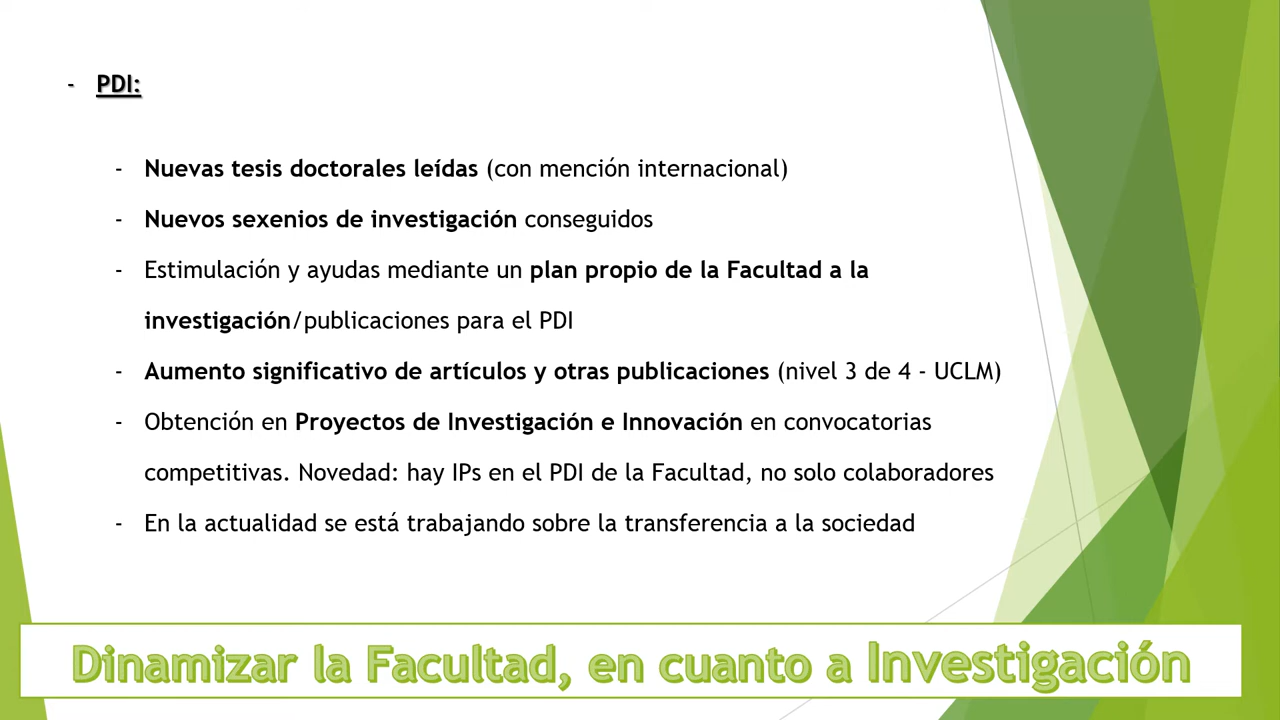 - PDI:
- Nuevas tesis doctorales leídas (con mención internacional)
- Nuevos sexenios de investigación conseguidos
- Estimulación y ayudas mediante un plan propio de la Facultad a la
investigación/publicaciones para el PDI
- Aumento significativo de artículos y otras publicaciones (nivel 3 de 4 - UCLM)
- Obtención en Proyectos de Investigación e Innovación en convocatorias
competitivas. Novedad: hay IPs en el PDI de la Facultad, no solo colaboradores
- En la actualidad se está trabajando sobre la transferencia a la sociedad
Dinamizar la Facultad, en cuanto a Investigación